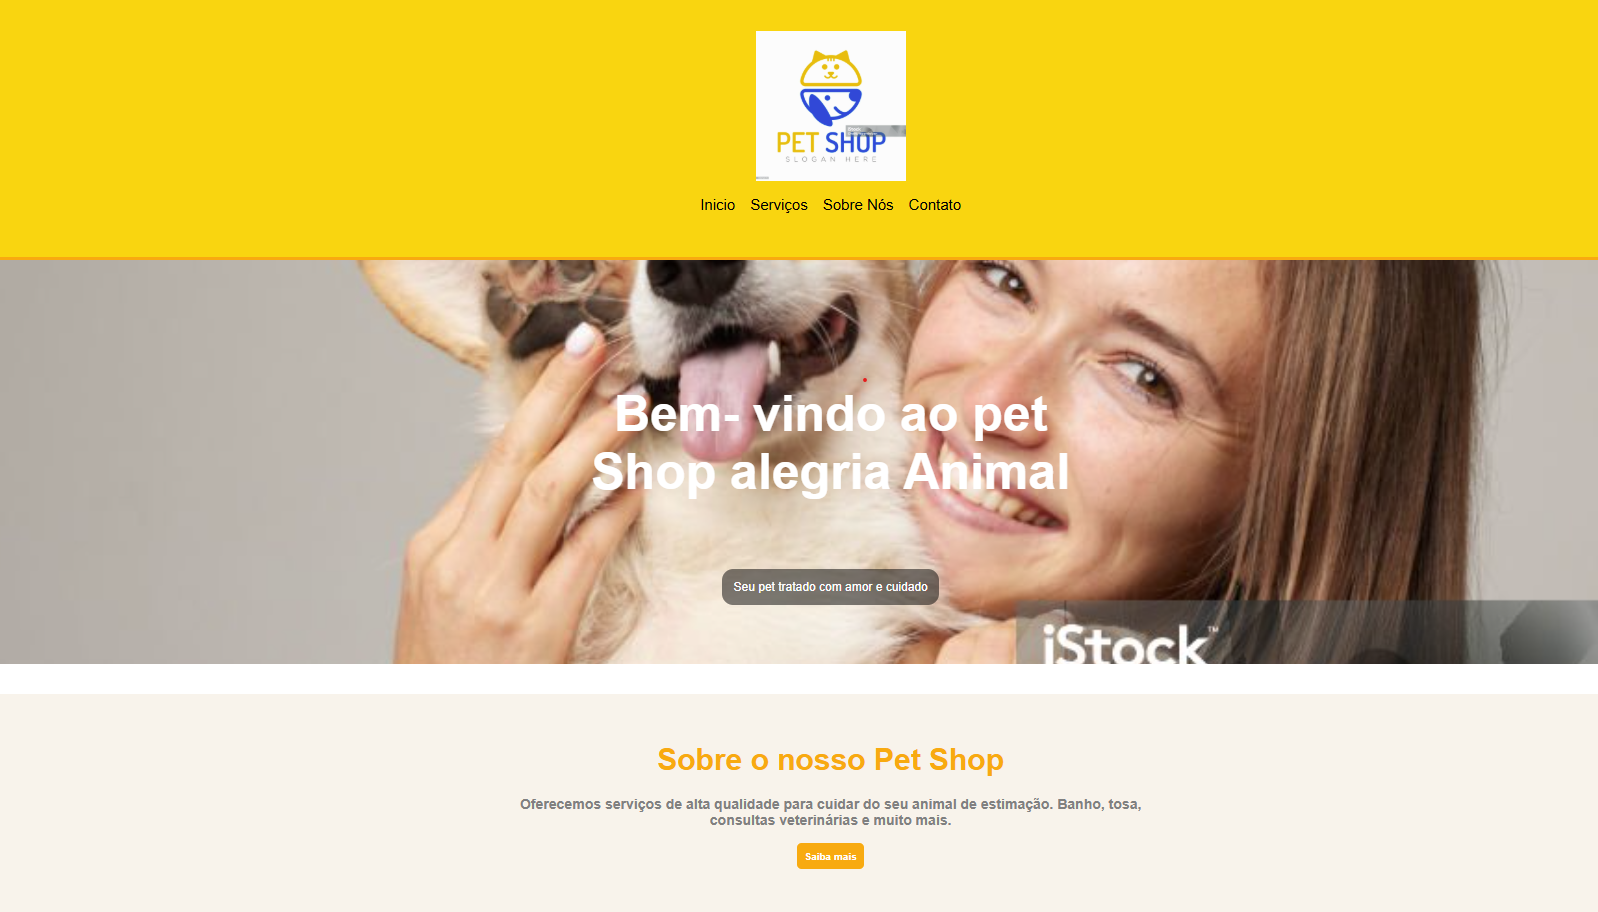 PET SHOP
SLOGAN HERE
Inicio Serviços Sobre Nós Contato
Bem- vindo ao pet
Shop alegria Animal
Seu pet tratado com amor e cuidado
iStock™
Sobre o nosso Pet Shop
Oferecemos serviços de alta qualidade para cuidar do seu animal de estimação. Banho, tosa,
consultas veterinárias e muito mais.
Saiba mais